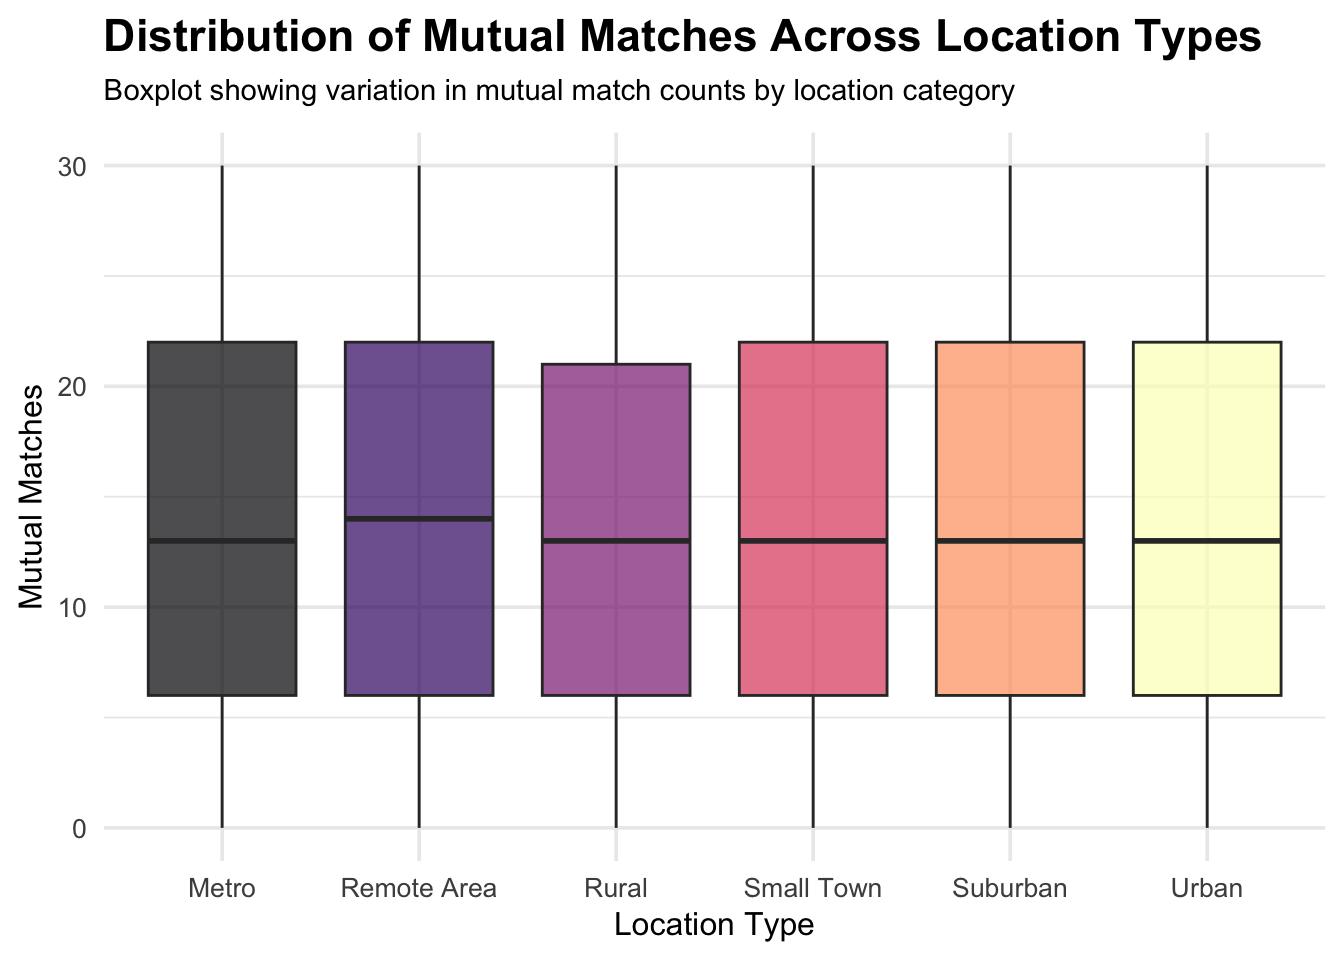 Distribution of Mutual Matches Across Location Types
Boxplot showing variation in mutual match counts by location category
Mutual Matches
30
20
10
0
Metro
Remote Area
Rural
Small Town
Suburban
Urban
Location Type